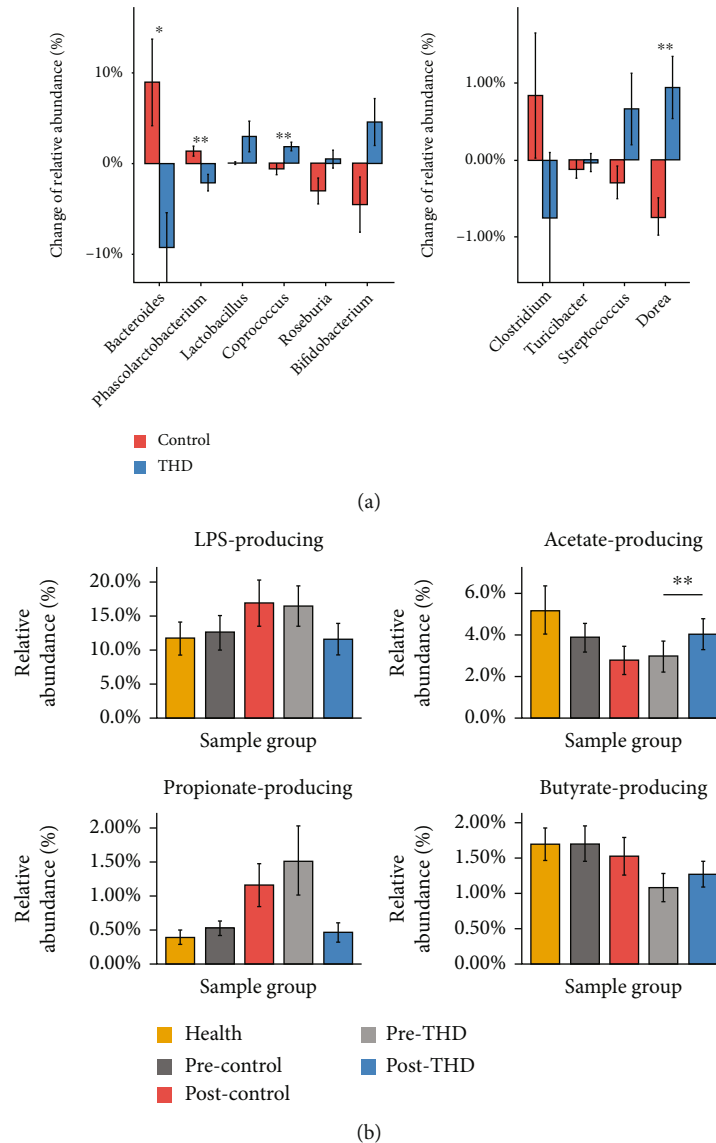 Change of relative abundance (%)
10%
0%
−10%
*
**
**
Bacteroides
Phascolarctobacterium
Lactobacillus
Coprococcus
Roseburia
Bifidobacterium
Change of relative abundance (%)
1.00%
0.00%
−1.00%
**
Clostridium
Turicibacter
Streptococcus
Dorea
Control
THD
(a)
LPS-producing
Relative
abundance (%)
20.0%
15.0%
10.0%
5.0%
0.0%
Sample group
Acetate-producing
Relative
abundance (%)
6.0%
4.0%
2.0%
0.0%
**
Sample group
Propionate-producing
Relative
abundance (%)
2.00%
1.50%
1.00%
0.50%
0.00%
Sample group
Butyrate-producing
Relative
abundance (%)
2.00%
1.50%
1.00%
0.50%
0.00%
Sample group
Health
Pre-control
Post-control
Pre-THD
Post-THD
(b)